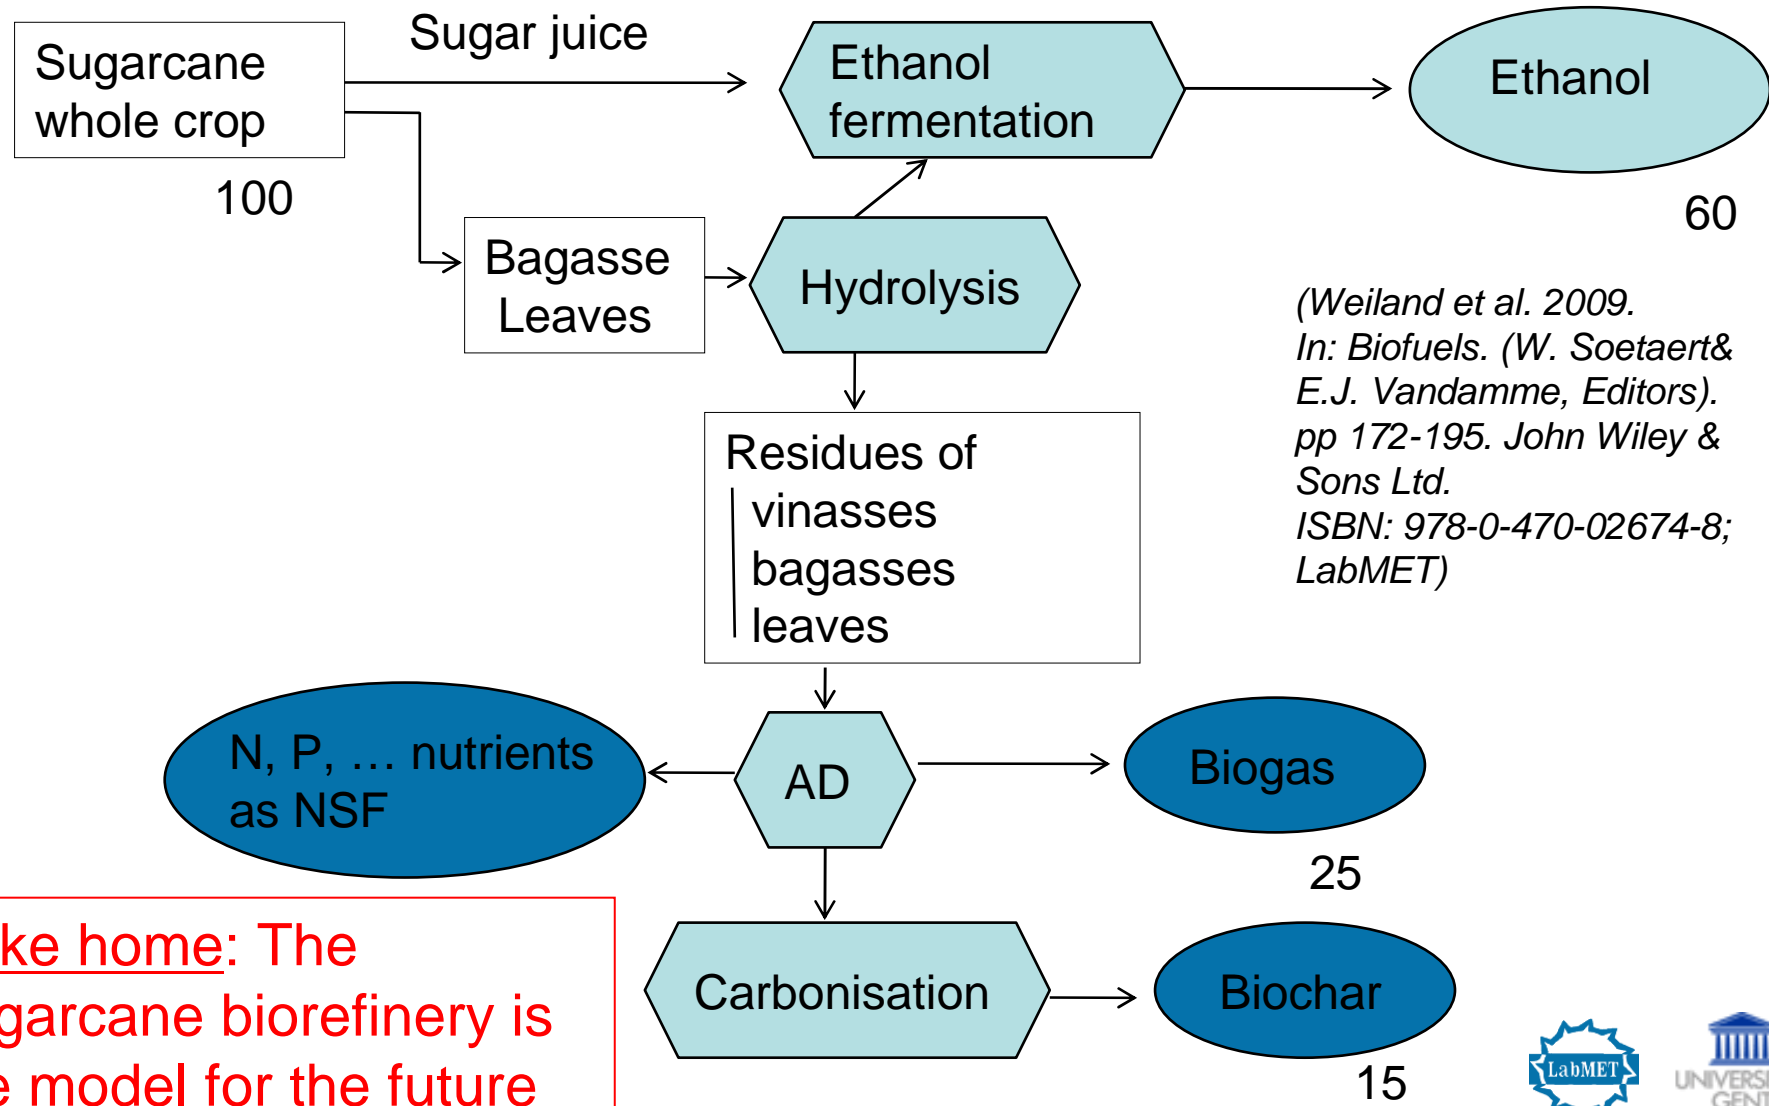 Sugarcane
whole crop
100
Sugar juice
Ethanol
fermentation
Ethanol
60
Bagasse
Leaves
Hydrolysis
(Weiland et al. 2009.
In: Biofuels. (W. Soetaert&
E.J. Vandamme, Editors).
pp 172-195. John Wiley &
Sons Ltd.
ISBN: 978-0-470-02674-8;
LabMET)
Residues of
vinasses
bagasses
leaves
N, P, … nutrients
as NSF
AD
Biogas
25
Carbonisation
Biochar
15
ke home: The
garcane biorefinery is
e model for the future
LabMET
UNIVERSI
GENT